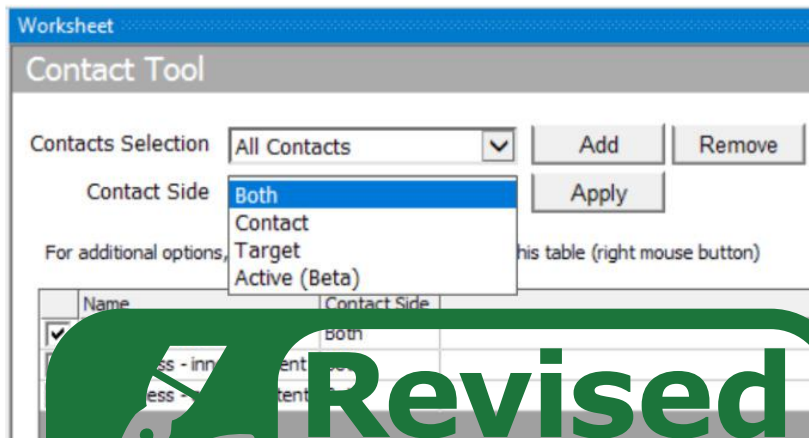 Worksheet
Contact Tool
Contacts Selection All Contacts Add Remove
Contact Side Both Apply
Contact
Target
Active (Beta)
For additional options, his table (right mouse button)
Name Contact Side
Both
Revised